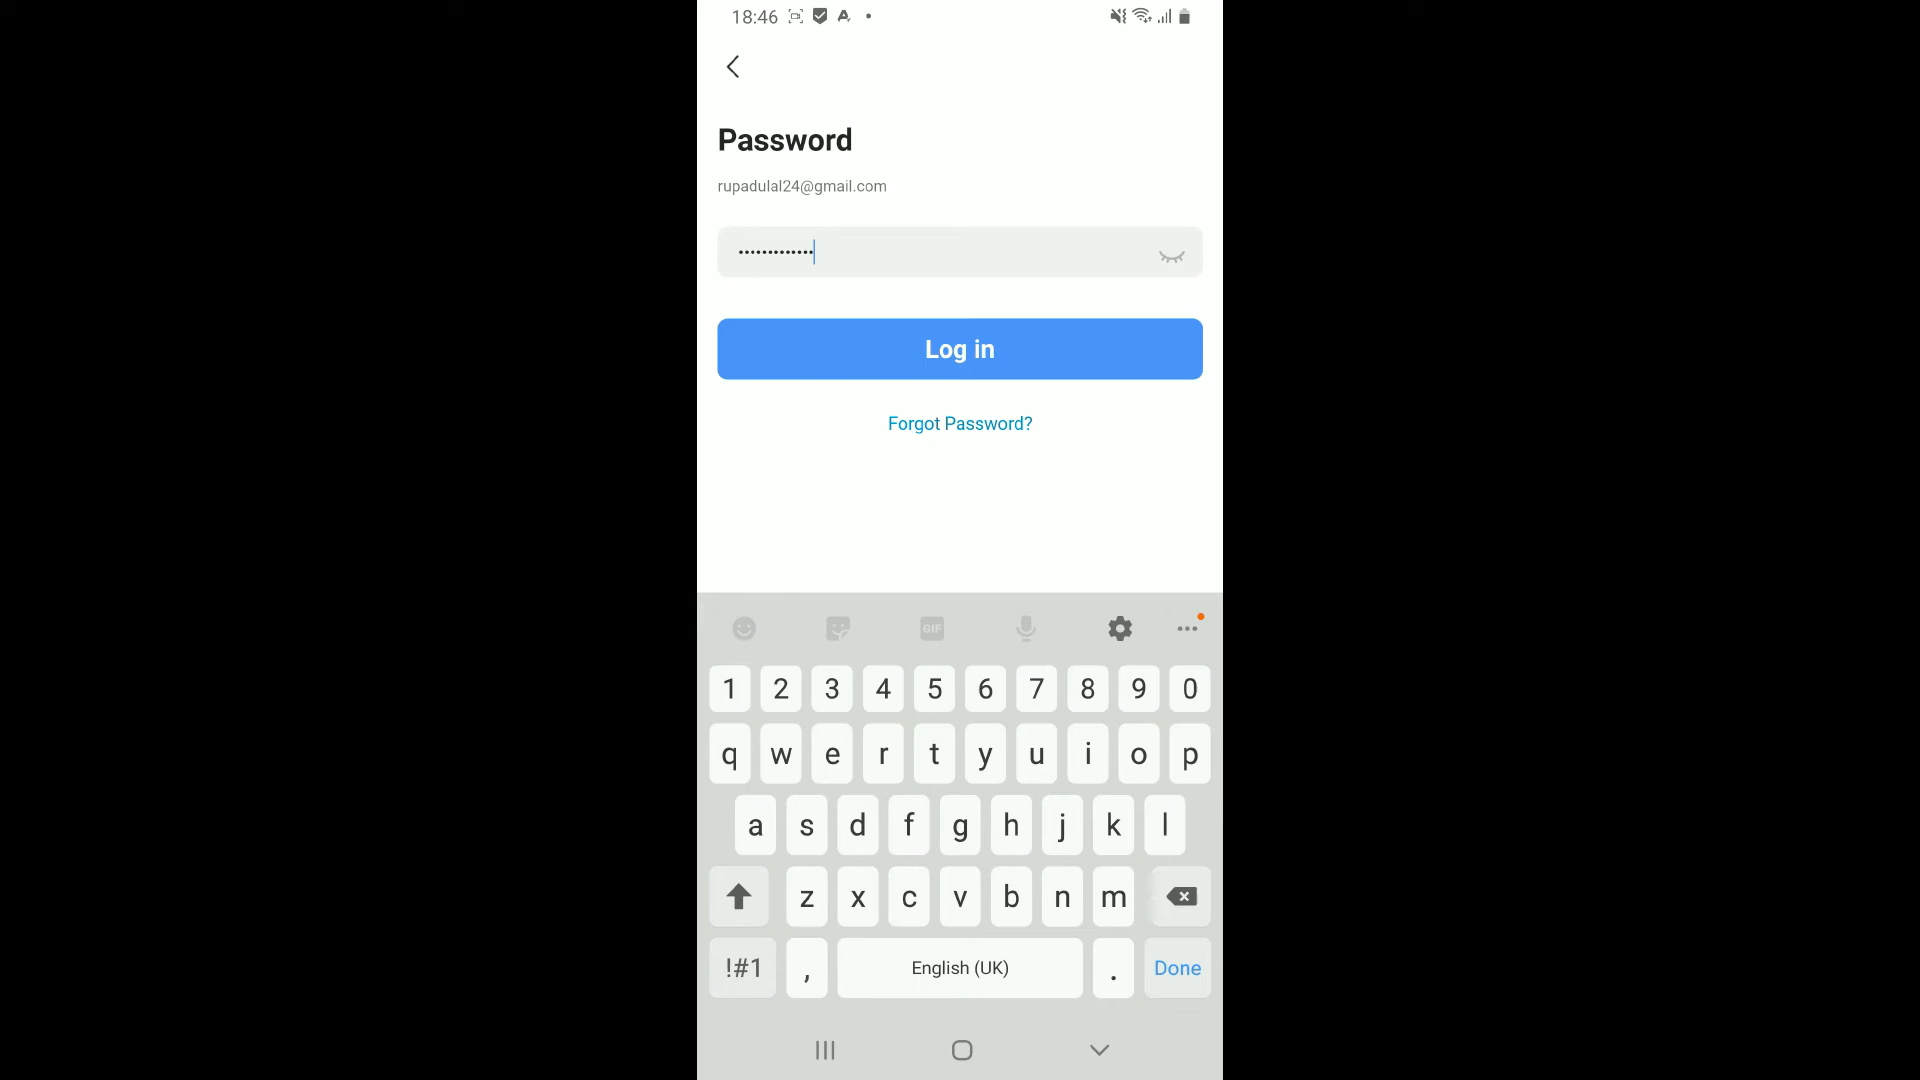 18:46
Password
rupadulal24@gmail.com
•••••••••••••
Log in
Forgot Password?
GIF
1 2 3 4 5 6 7 8 9 0
q w e r t y u i o p
a s d f g h j k l
z x c v b n m
!#1 , English (UK) . Done